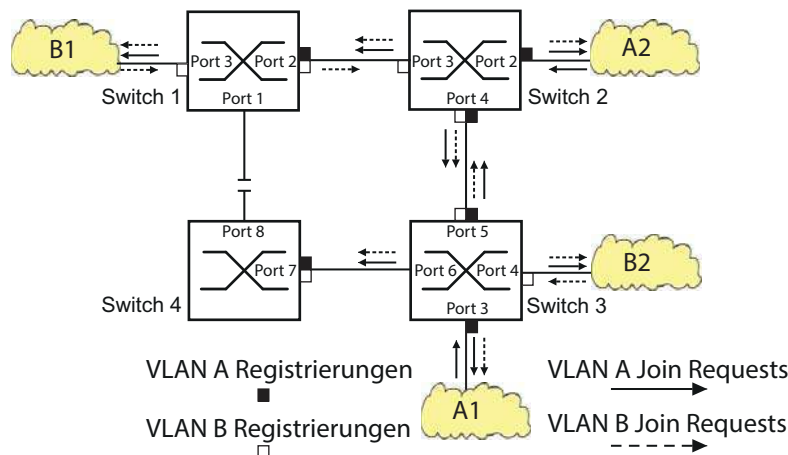 B1
Port 3
Port 2
Port 1
Switch 1
Port 3
Port 2
Port 4
Switch 2
A2
Port 8
Port 7
Switch 4
Port 5
Port 6
Port 4
Port 3
Switch 3
B2
A1
VLAN A Registrierungen
VLAN B Registrierungen
VLAN A Join Requests
VLAN B Join Requests